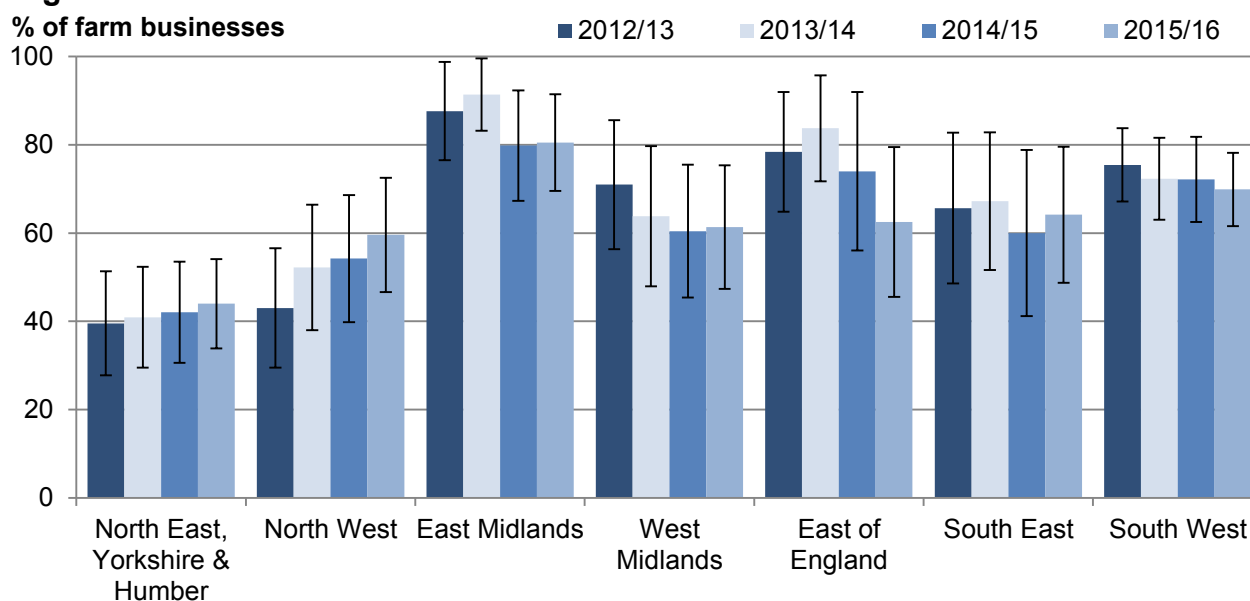 % of farm businesses
2012/13 2013/14 2014/15 2015/16
100
80
60
40
20
0
North East,
Yorkshire &
Humber
North West
East Midlands
West
Midlands
East of
England
South East
South West